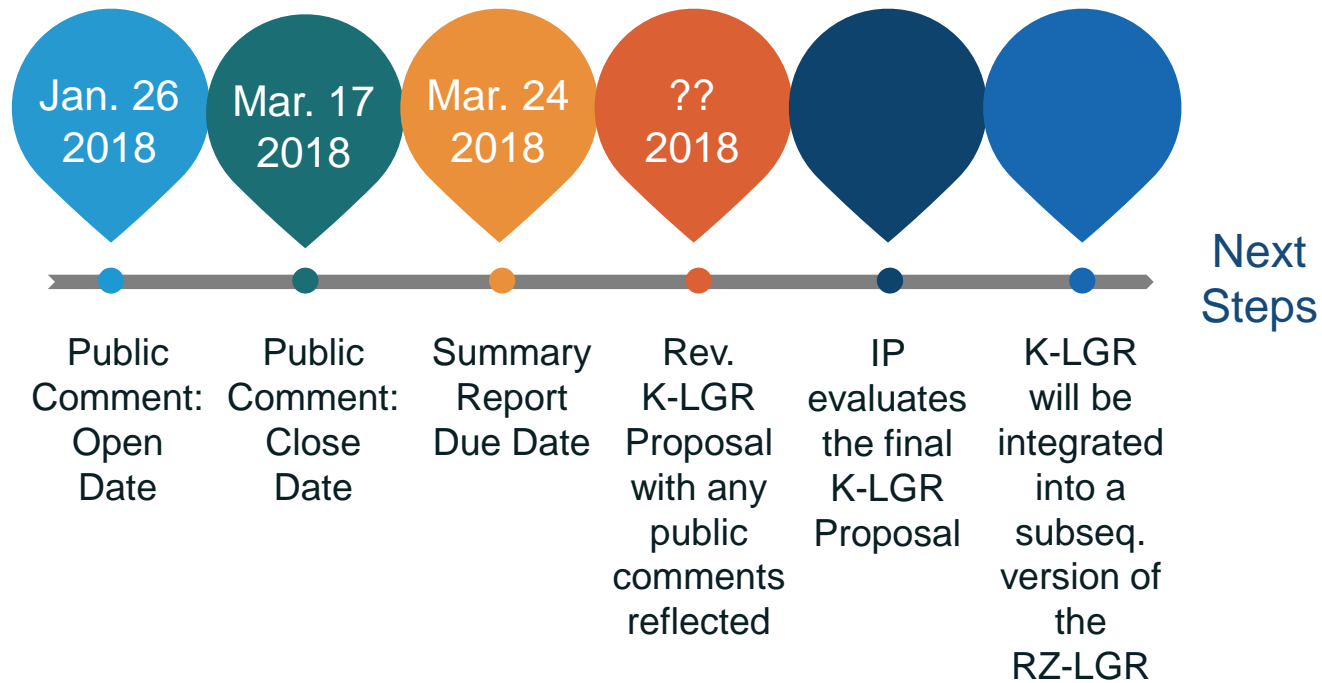 Jan. 26
2018
Mar. 17
2018
Mar. 24
2018
??
2018
Public
Comment:
Open
Date
Public
Comment:
Close
Date
Summary
Report
Due Date
Rev.
K-LGR
Proposal
with any
public
comments
reflected
IP
evaluates
the final
K-LGR
Proposal
K-LGR
will be
integrated
into a
subseq.
version of
the
RZ-LGR
Next
Steps